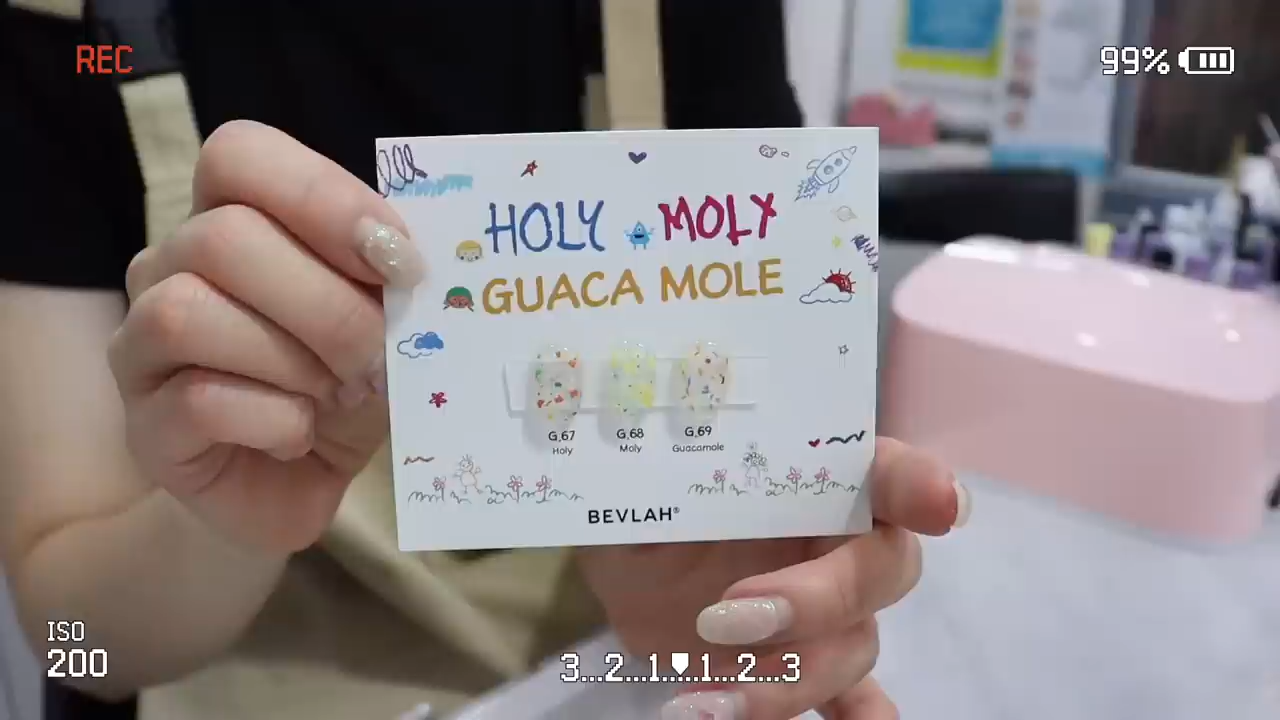 REC
99%
HOLY MOLY
GUACA MOLE
G.67 G.68 G.69
Holy Moly Guacamole
BEVLAH®
ISO
200
3...2...1...1...2...3